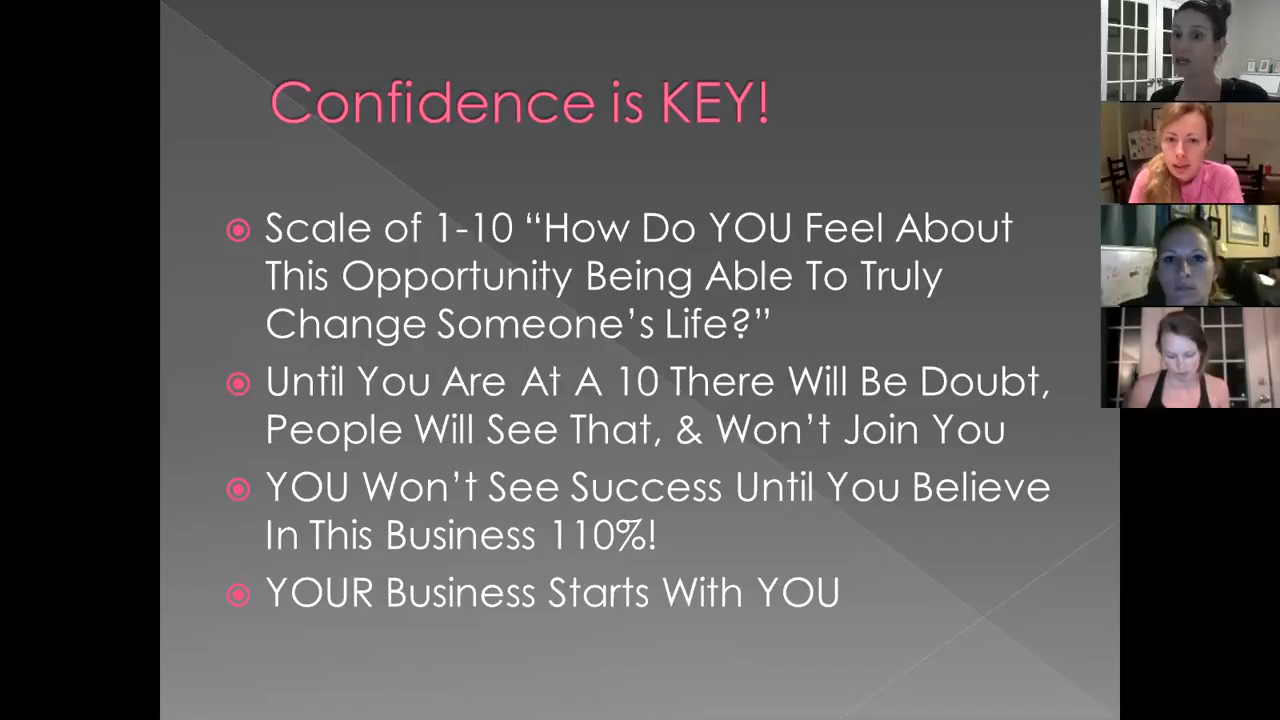 Confidence is KEY!
Scale of 1-10 “How Do YOU Feel About
This Opportunity Being Able To Truly
Change Someone’s Life?”
Until You Are At A 10 There Will Be Doubt,
People Will See That, & Won’t Join You
YOU Won’t See Success Until You Believe
In This Business 110%!
YOUR Business Starts With YOU